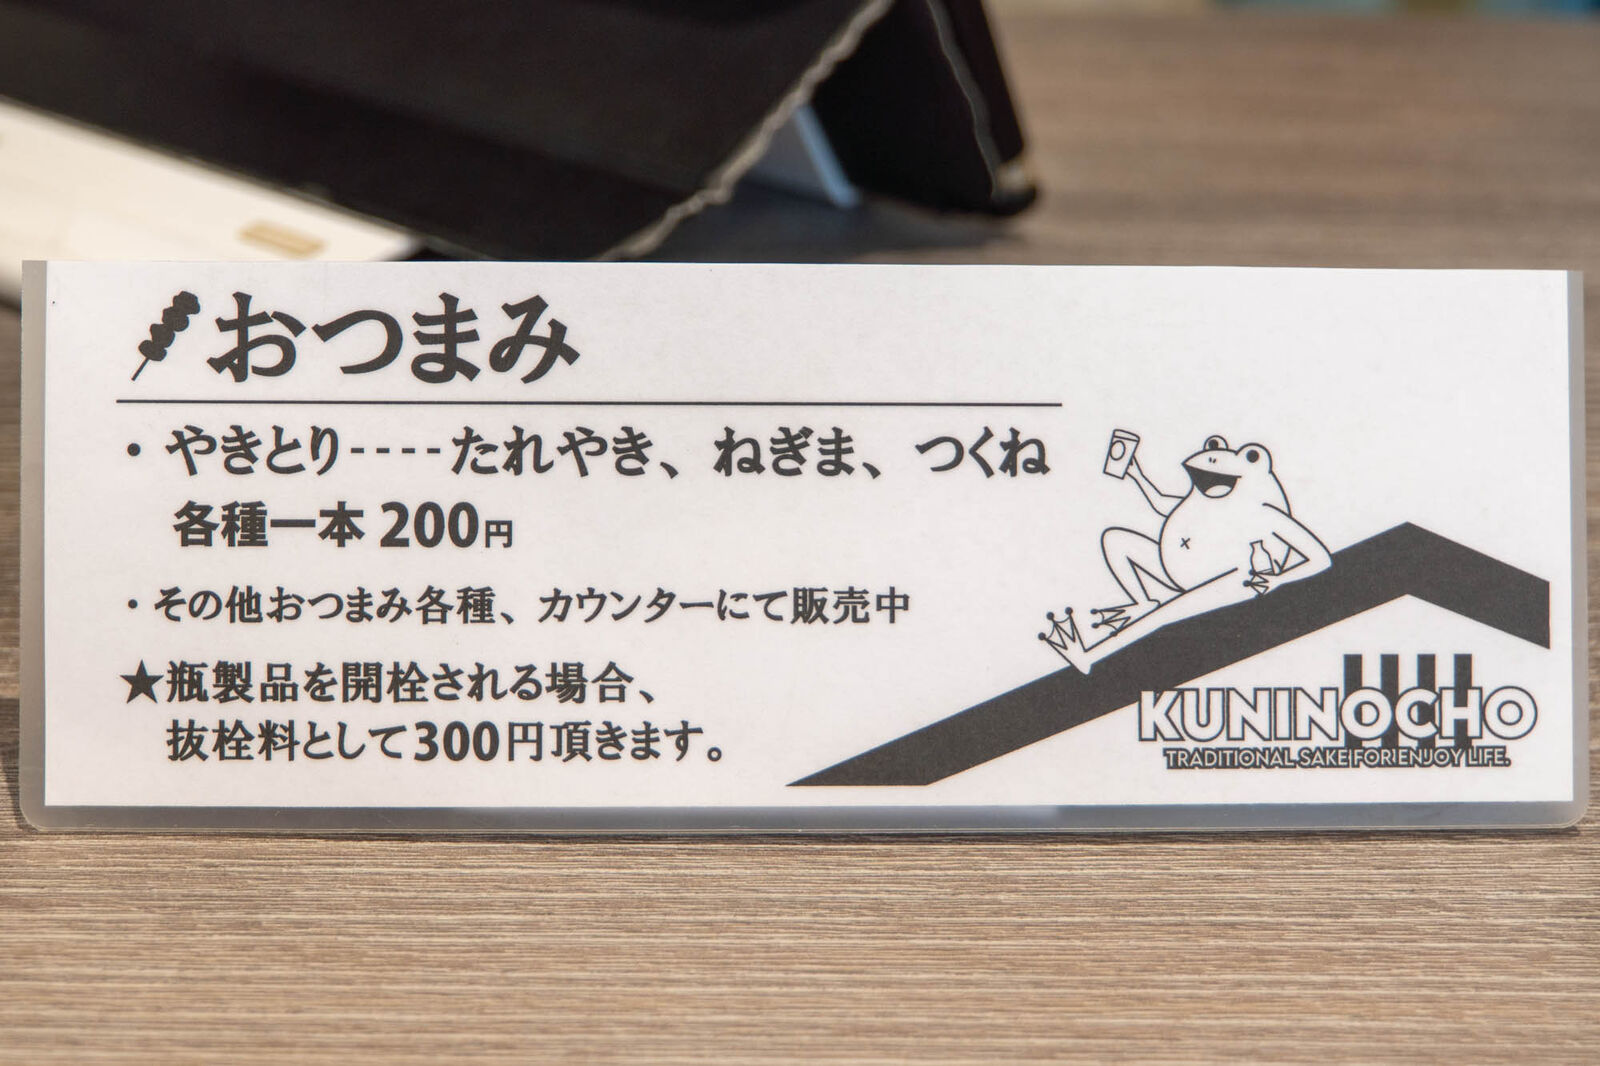 おつまみ
・やきとり----たれやき、ねぎま、つくね
各種一本 200円
・その他おつまみ各種、カウンターにて販売中
★瓶製品を開栓される場合、
抜栓料として300円頂きます。
KUNINOCHO
TRADITIONAL SAKE FOR ENJOY LIFE.